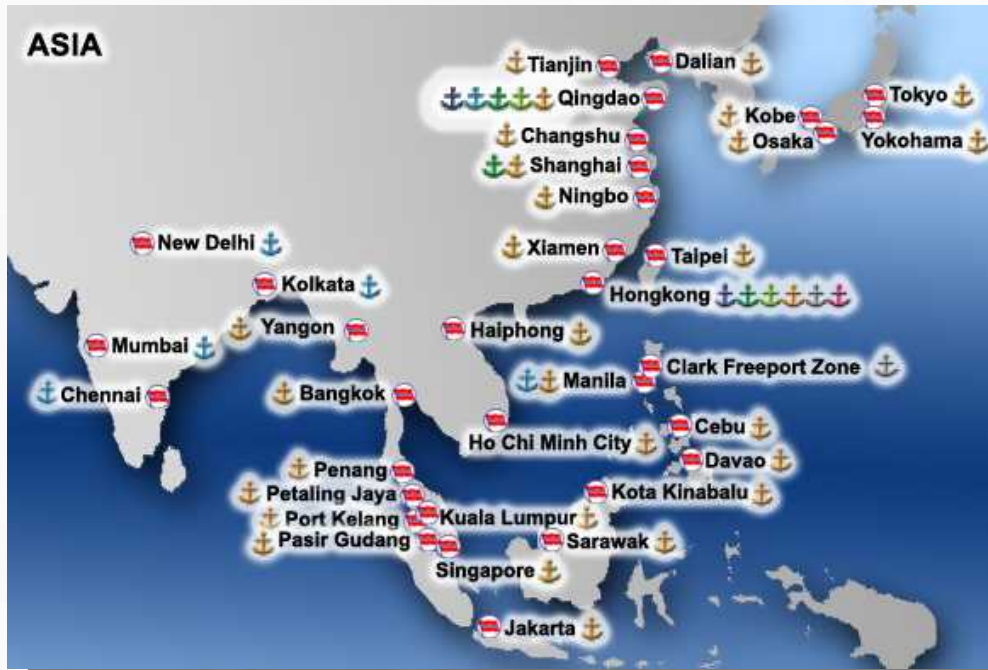 ASIA
Tianjin
Dalian
Qingdao
Tokyo
Kobe
Changshu
Osaka
Yokohama
Shanghai
Ningbo
New Delhi
Xiamen
Taipei
Kolkata
Hongkong
Yangon
Haiphong
Mumbai
Clark Freeport Zone
Manila
Chennai
Bangkok
Cebu
Ho Chi Minh City
Davao
Penang
Petaling Jaya
Kota Kinabalu
Port Kelang
Kuala Lumpur
Pasir Gudang
Sarawak
Singapore
Jakarta